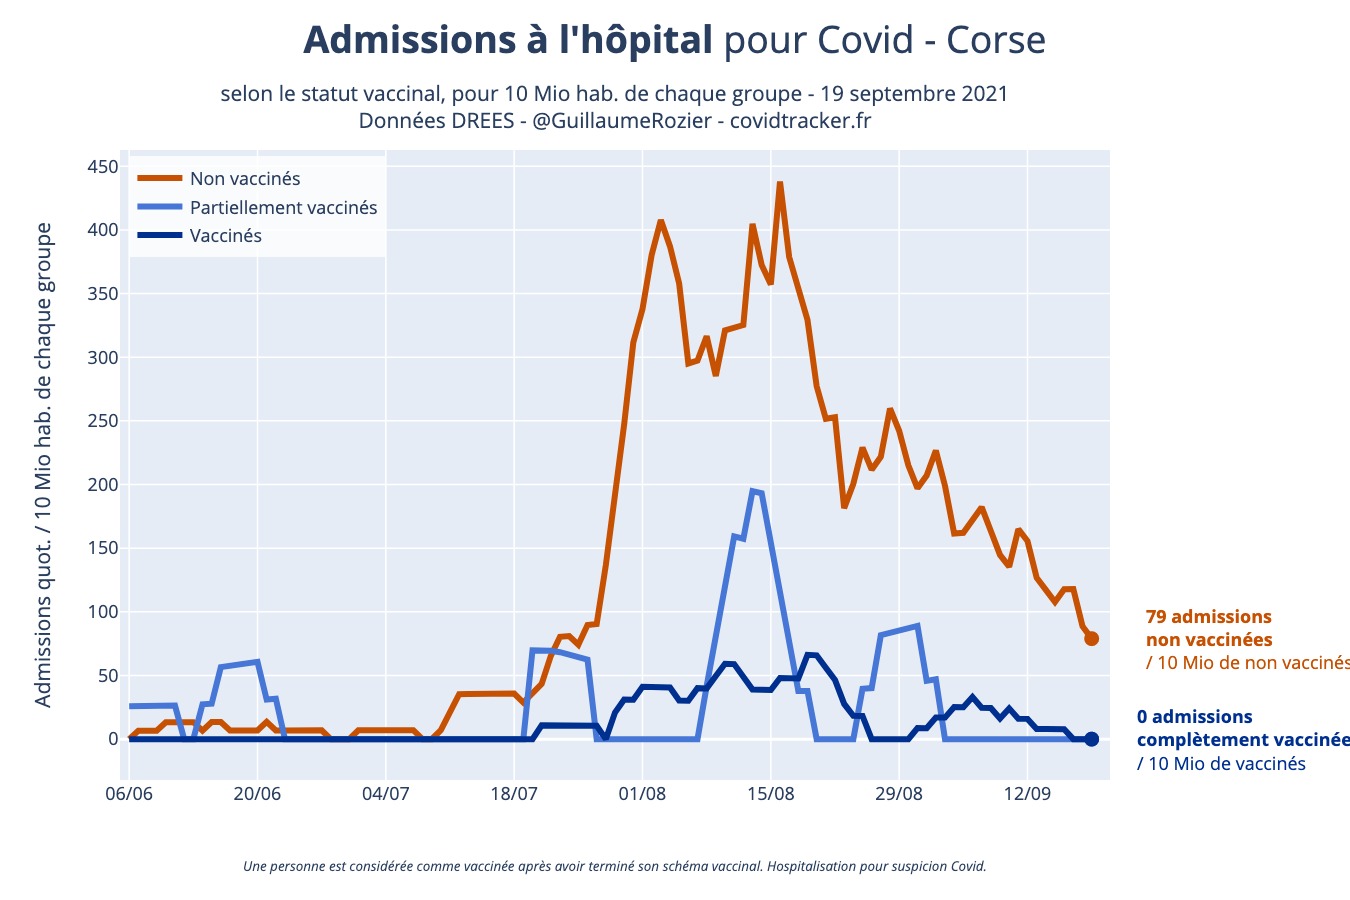 Admissions à l'hôpital pour Covid - Corse
selon le statut vaccinal, pour 10 Mio hab. de chaque groupe - 19 septembre 2021
Données DREES - @GuillaumeRozier - covidtracker.fr
Admissions quot. / 10 Mio hab. de chaque groupe
450
400
350
300
250
200
150
100
50
0
Non vaccinés
Partiellement vaccinés
Vaccinés
06/06
20/06
04/07
18/07
01/08
15/08
29/08
12/09
79 admissions
non vaccinées
/ 10 Mio de non vaccinés
0 admissions
complètement vaccinée
/ 10 Mio de vaccinés
Une personne est considérée comme vaccinée après avoir terminé son schéma vaccinal. Hospitalisation pour suspicion Covid.